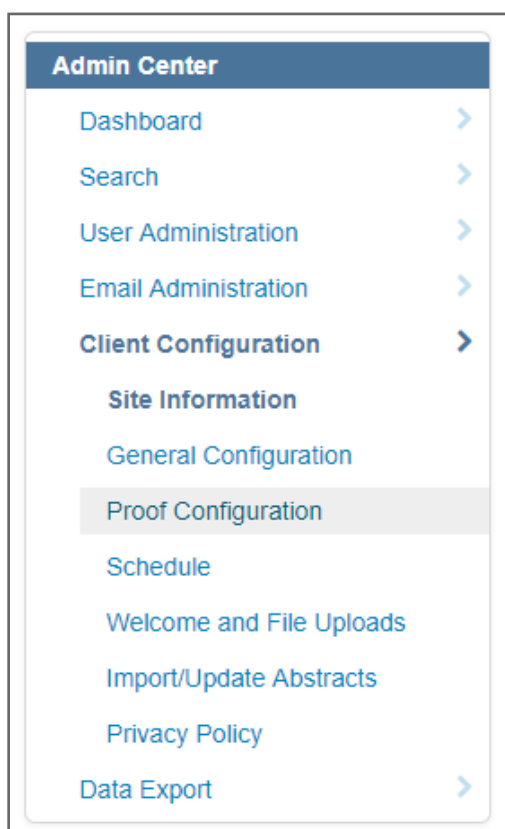 Admin Center
Dashboard
Search
User Administration
Email Administration
Client Configuration
Site Information
General Configuration
Proof Configuration
Schedule
Welcome and File Uploads
Import/Update Abstracts
Privacy Policy
Data Export